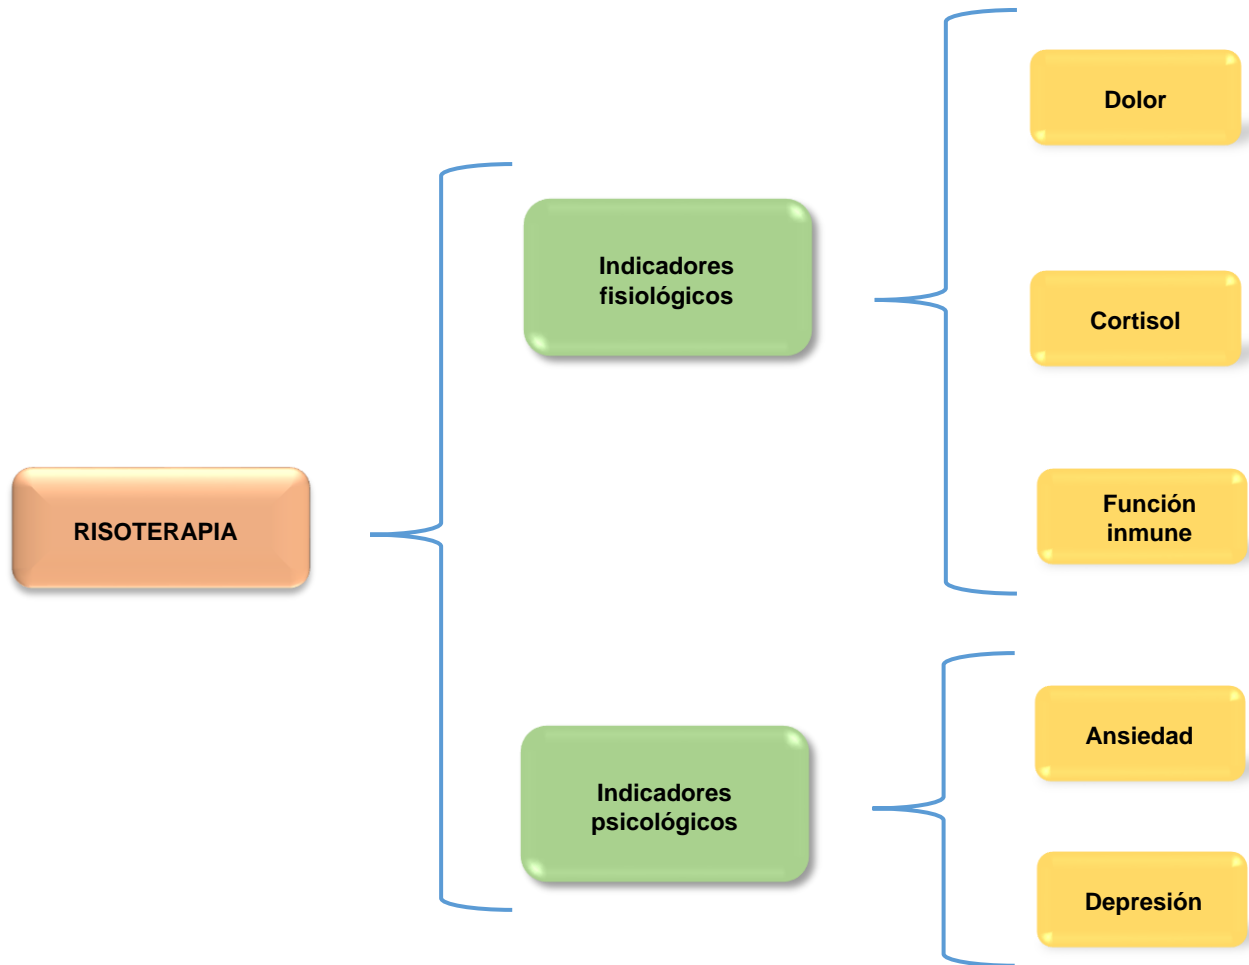 RISOTERAPIA
Indicadores
fisiológicos
Dolor
Cortisol
Función
inmune
Indicadores
psicológicos
Ansiedad
Depresión